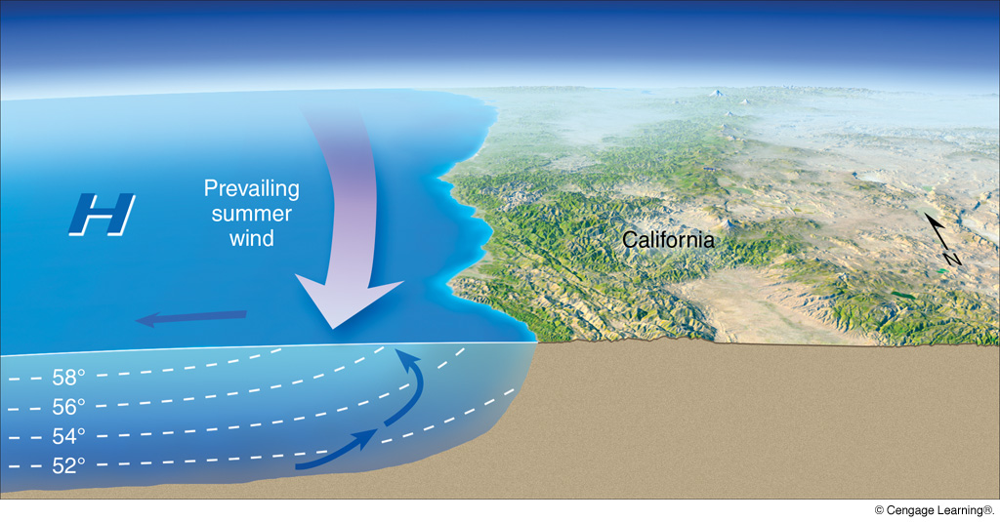 H
Prevailing
summer
wind
California
N
58°
56°
54°
52°
© Cengage Learning®.